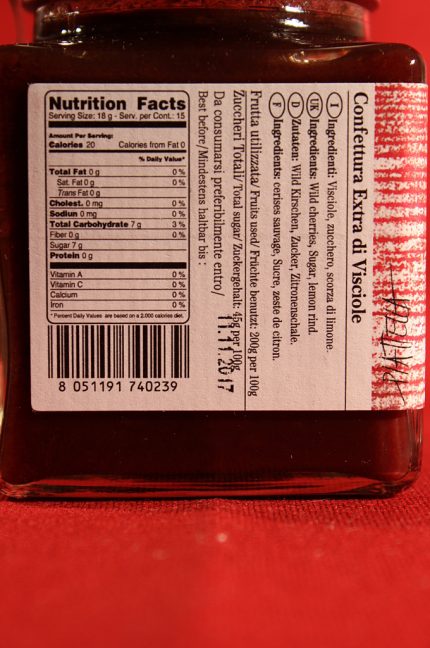 Nutrition Facts
Serving Size: 18 g - Serv. per Cont.: 15
Amount Per Serving:
Calories 20 Calories from Fat 0
% Daily Value*
Total Fat 0 g 0 %
Sat. Fat 0 g 0 %
Trans Fat 0 g
Cholest. 0 mg 0 %
Sodiun 0 mg 0 %
Total Carbohydrate 7 g 3 %
Fiber 0 g 0 %
Sugar 7 g
Protein 0 g
Vitamin A 0 %
Vitamin C 0 %
Calcium 0 %
Iron 0 %
* Percent Daily Values are based on a 2,000 calories diet.
8 051191 740239
Confettura Extra di Visciole
I Ingredienti: Visciole, zucchero, scorza di limone.
UK Ingredients: Wild cherries, Sugar, lemon rind.
D Zutaten: Wild Kirschen, Zucker, Zitronenschale.
F Ingredients: cerises sauvage, Sucre, zeste de citron.
Frutta utilizzata/ Fruits used/ Früchte benutzt: 200g per 100g
Zuccheri Totali/Total sugar/ Zuckergehalt: 45g per 100g
Da consumarsi preferibilmente entro/
Best before/Mindestens haltbar bis :
11.11.2017